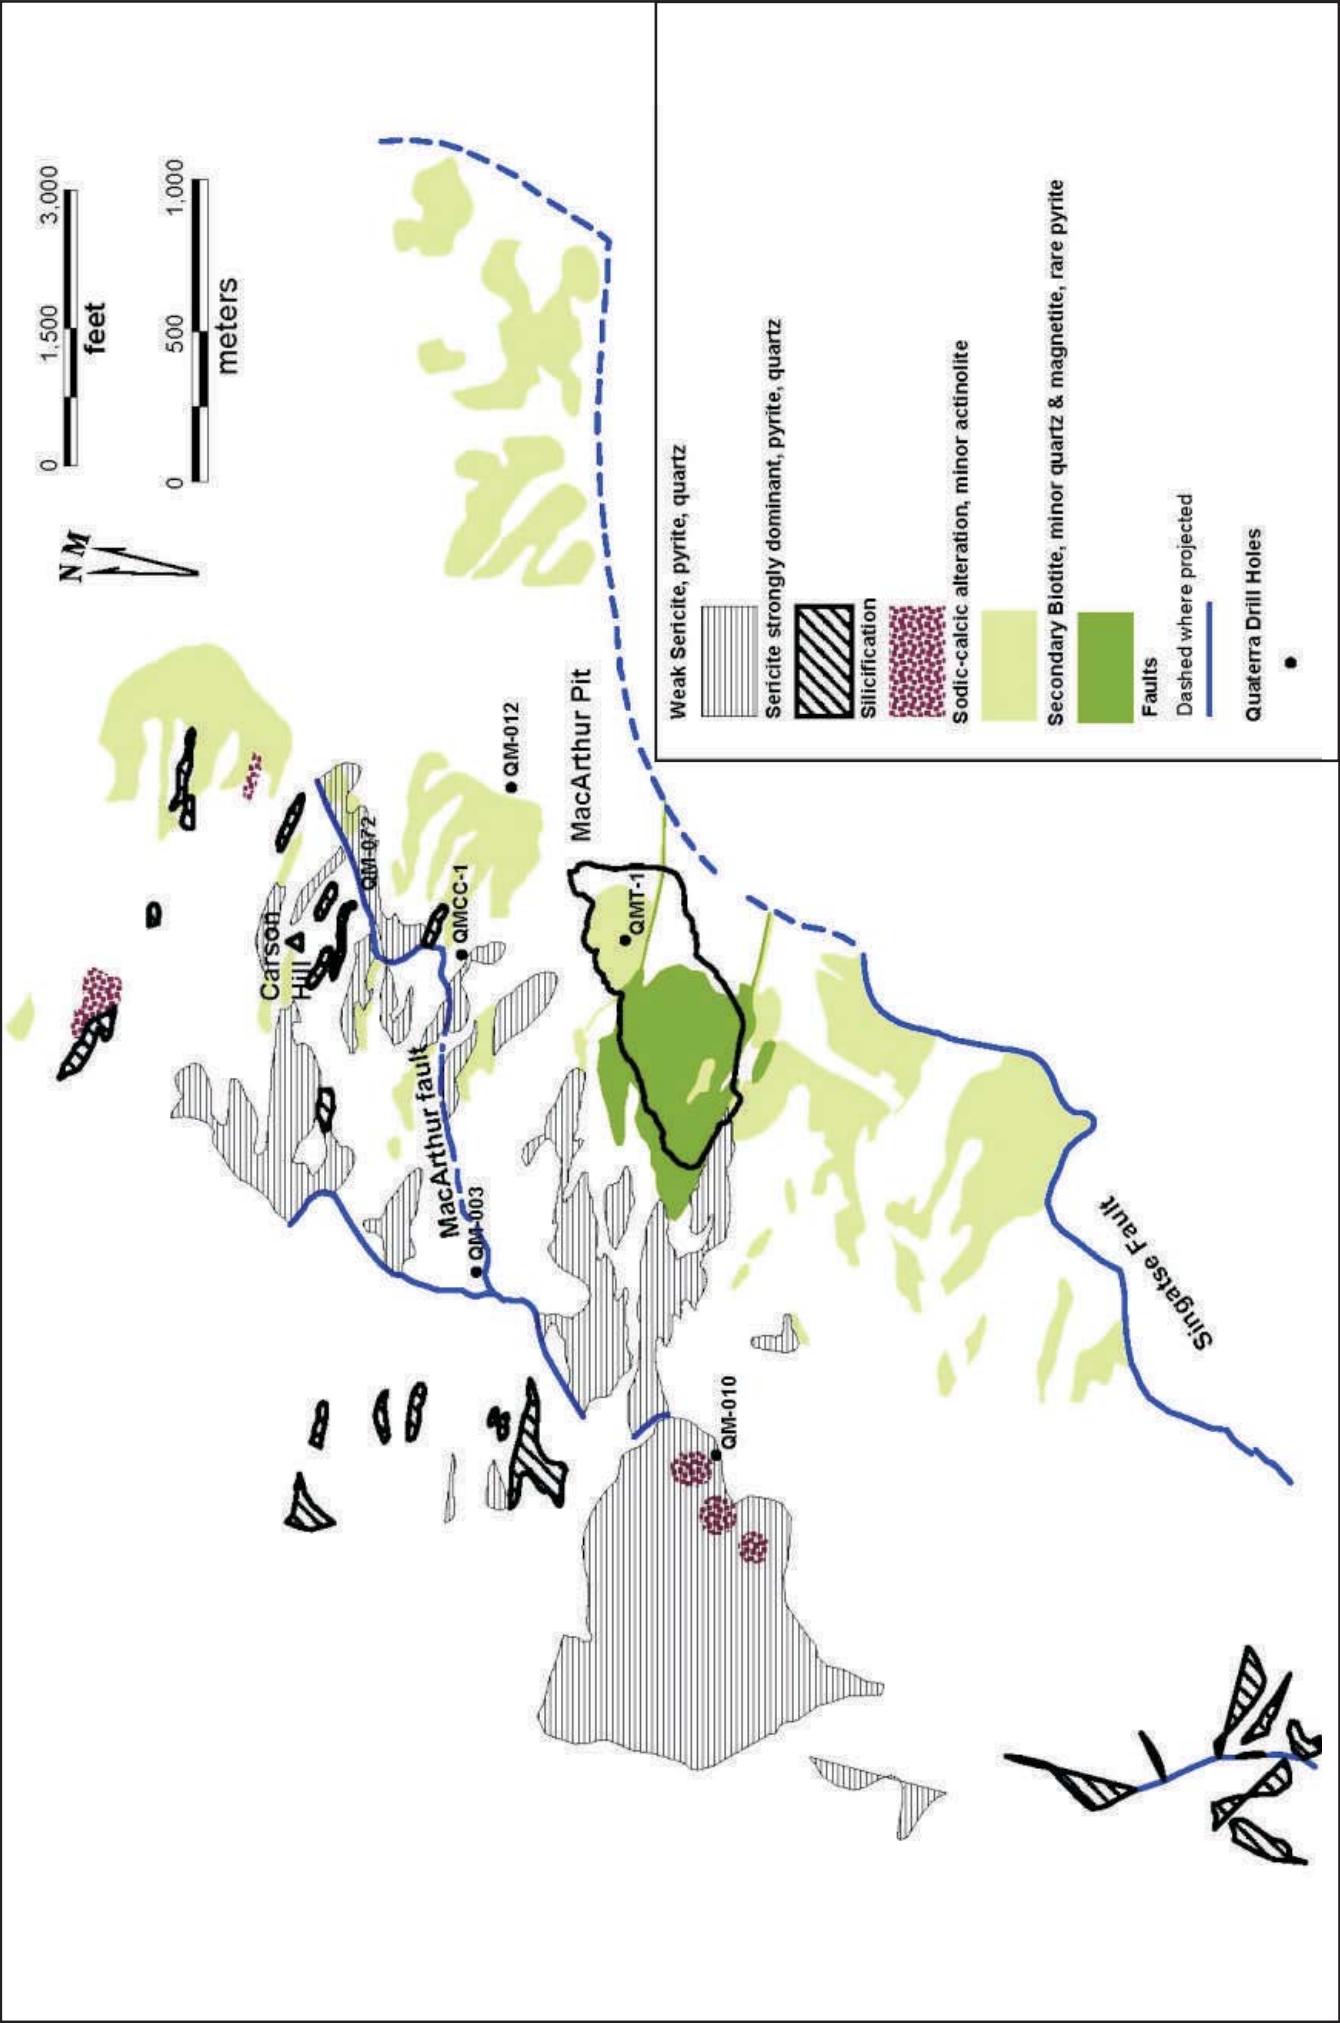 N M
0 1,500 3,000
feet
0 500 1,000
meters
Carson
Hill
QM-072
QMCC-1
QM-012
MacArthur fault
QM-003
MacArthur Pit
QMT-1
QM-010
Singatse Fault
Weak Sericite, pyrite, quartz
Sericite strongly dominant, pyrite, quartz
Silicification
Sodic-calcic alteration, minor actinolite
Secondary Biotite, minor quartz & magnetite, rare pyrite
Faults
Dashed where projected
Quaterra Drill Holes